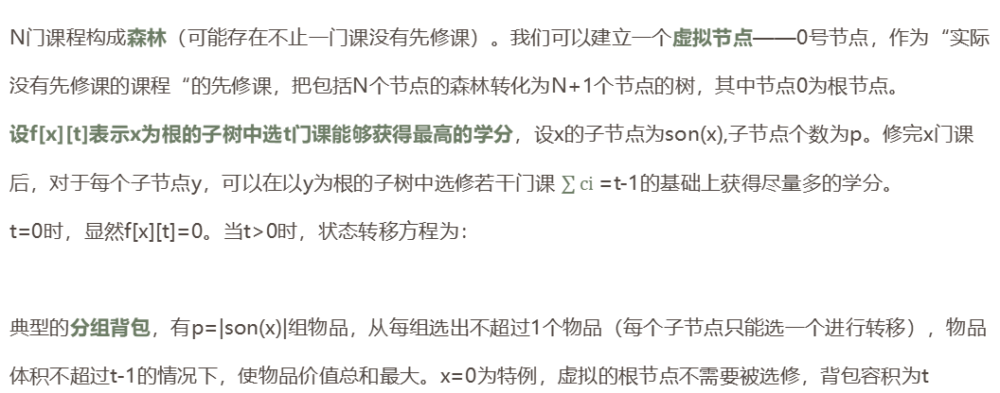 N门课程构成森林（可能存在不止一门课没有先修课）。我们可以建立一个虚拟节点——0号节点，作为“实际
没有先修课的课程“的先修课，把包括N个节点的森林转化为N+1个节点的树，其中节点0为根节点。
设f[x][t]表示x为根的子树中选t门课能够获得最高的学分，设x的子节点为son(x),子节点个数为p。修完x门课
后，对于每个子节点y，可以在以y为根的子树中选修若干门课 ∑ ci =t-1的基础上获得尽量多的学分。
t=0时，显然f[x][t]=0。当t>0时，状态转移方程为：
典型的分组背包，有p=|son(x)|组物品，从每组选出不超过1个物品（每个子节点只能选一个进行转移），物品
体积不超过t-1的情况下，使物品价值总和最大。x=0为特例，虚拟的根节点不需要被选修，背包容积为t